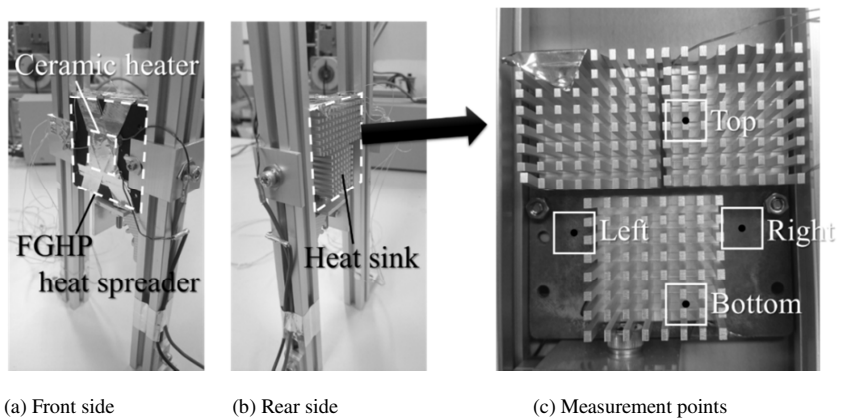 Ceramic heater
FGHP
heat spreader
Heat sink
Top
Left
Right
Bottom
(a) Front side
(b) Rear side
(c) Measurement points